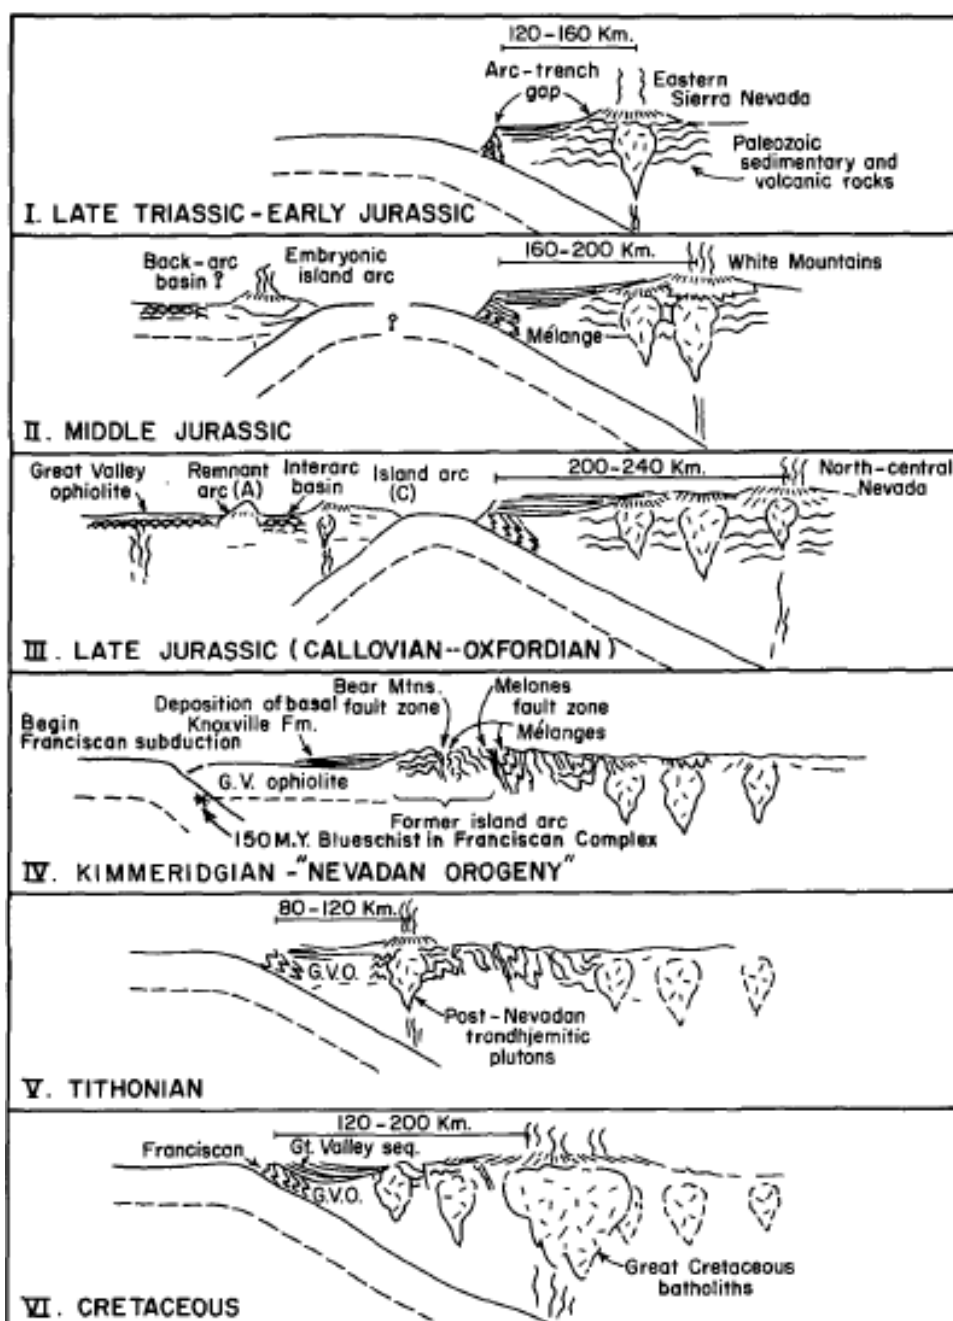 120-160 Km.
Arc-trench
gap
Eastern
Sierra Nevada
Paleozoic
sedimentary and
volcanic rocks
I. LATE TRIASSIC-EARLY JURASSIC
160-200 Km.
Back-arc
basin ?
Embryonic
island arc
White Mountains
?
Mélange
II. MIDDLE JURASSIC
Great Valley
ophiolite
Remnant
arc (A)
Interarc
basin
Island arc
(C)
200-240 Km.
North-central
Nevada
III. LATE JURASSIC (CALLOVIAN--OXFORDIAN)
Begin
Franciscan subduction
Deposition of basal
Knoxville Fm.
Bear Mtns.
fault zone
Melones
fault zone
Mélanges
G.V. ophiolite
Former island arc
150 M.Y. Blueschist in Franciscan Complex
IV. KIMMERIDGIAN-"NEVADAN OROGENY"
80-120 Km.
G.V.O.
Post-Nevadan
trondhjemitic
plutons
V. TITHONIAN
120-200 Km.
Franciscan
Gt. Valley seq.
G.V.O.
Great Cretaceous
batholiths
VI. CRETACEOUS